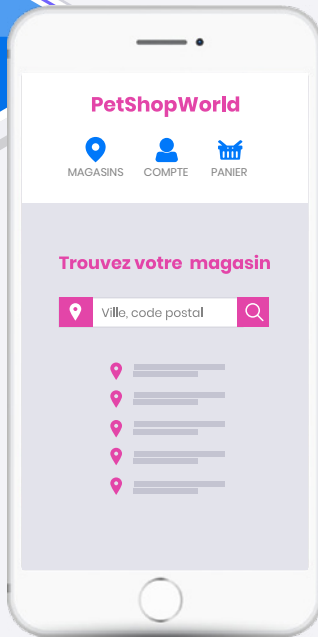 PetShopWorld
MAGASINS COMPTE PANIER
Trouvez votre magasin
Ville, code postal